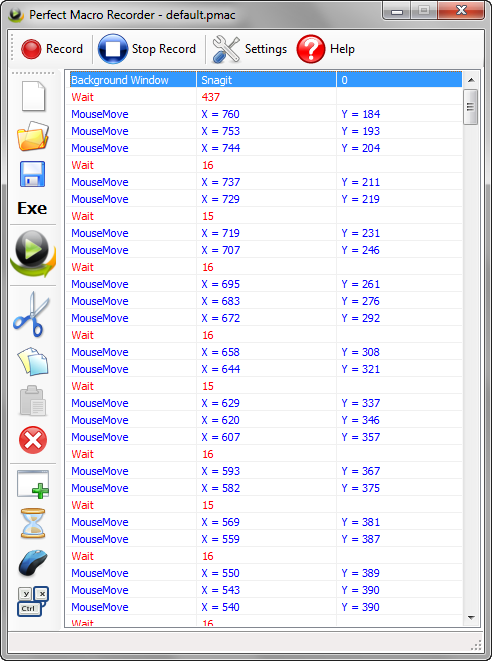 Perfect Macro Recorder - default.pmac
Record Stop Record Settings Help
Background Window Snagit 0
Wait 437
MouseMove X = 760 Y = 184
MouseMove X = 753 Y = 193
MouseMove X = 744 Y = 204
Wait 16
MouseMove X = 737 Y = 211
MouseMove X = 729 Y = 219
Wait 15
MouseMove X = 719 Y = 231
MouseMove X = 707 Y = 246
Wait 16
MouseMove X = 695 Y = 261
MouseMove X = 683 Y = 276
MouseMove X = 672 Y = 292
Wait 16
MouseMove X = 658 Y = 308
MouseMove X = 644 Y = 321
Wait 15
MouseMove X = 629 Y = 337
MouseMove X = 620 Y = 346
MouseMove X = 607 Y = 357
Wait 16
MouseMove X = 593 Y = 367
MouseMove X = 582 Y = 375
Wait 15
MouseMove X = 569 Y = 381
MouseMove X = 559 Y = 387
Wait 16
MouseMove X = 550 Y = 389
MouseMove X = 543 Y = 390
MouseMove X = 540 Y = 390
Wait 16
Exe
Y X
Ctrl